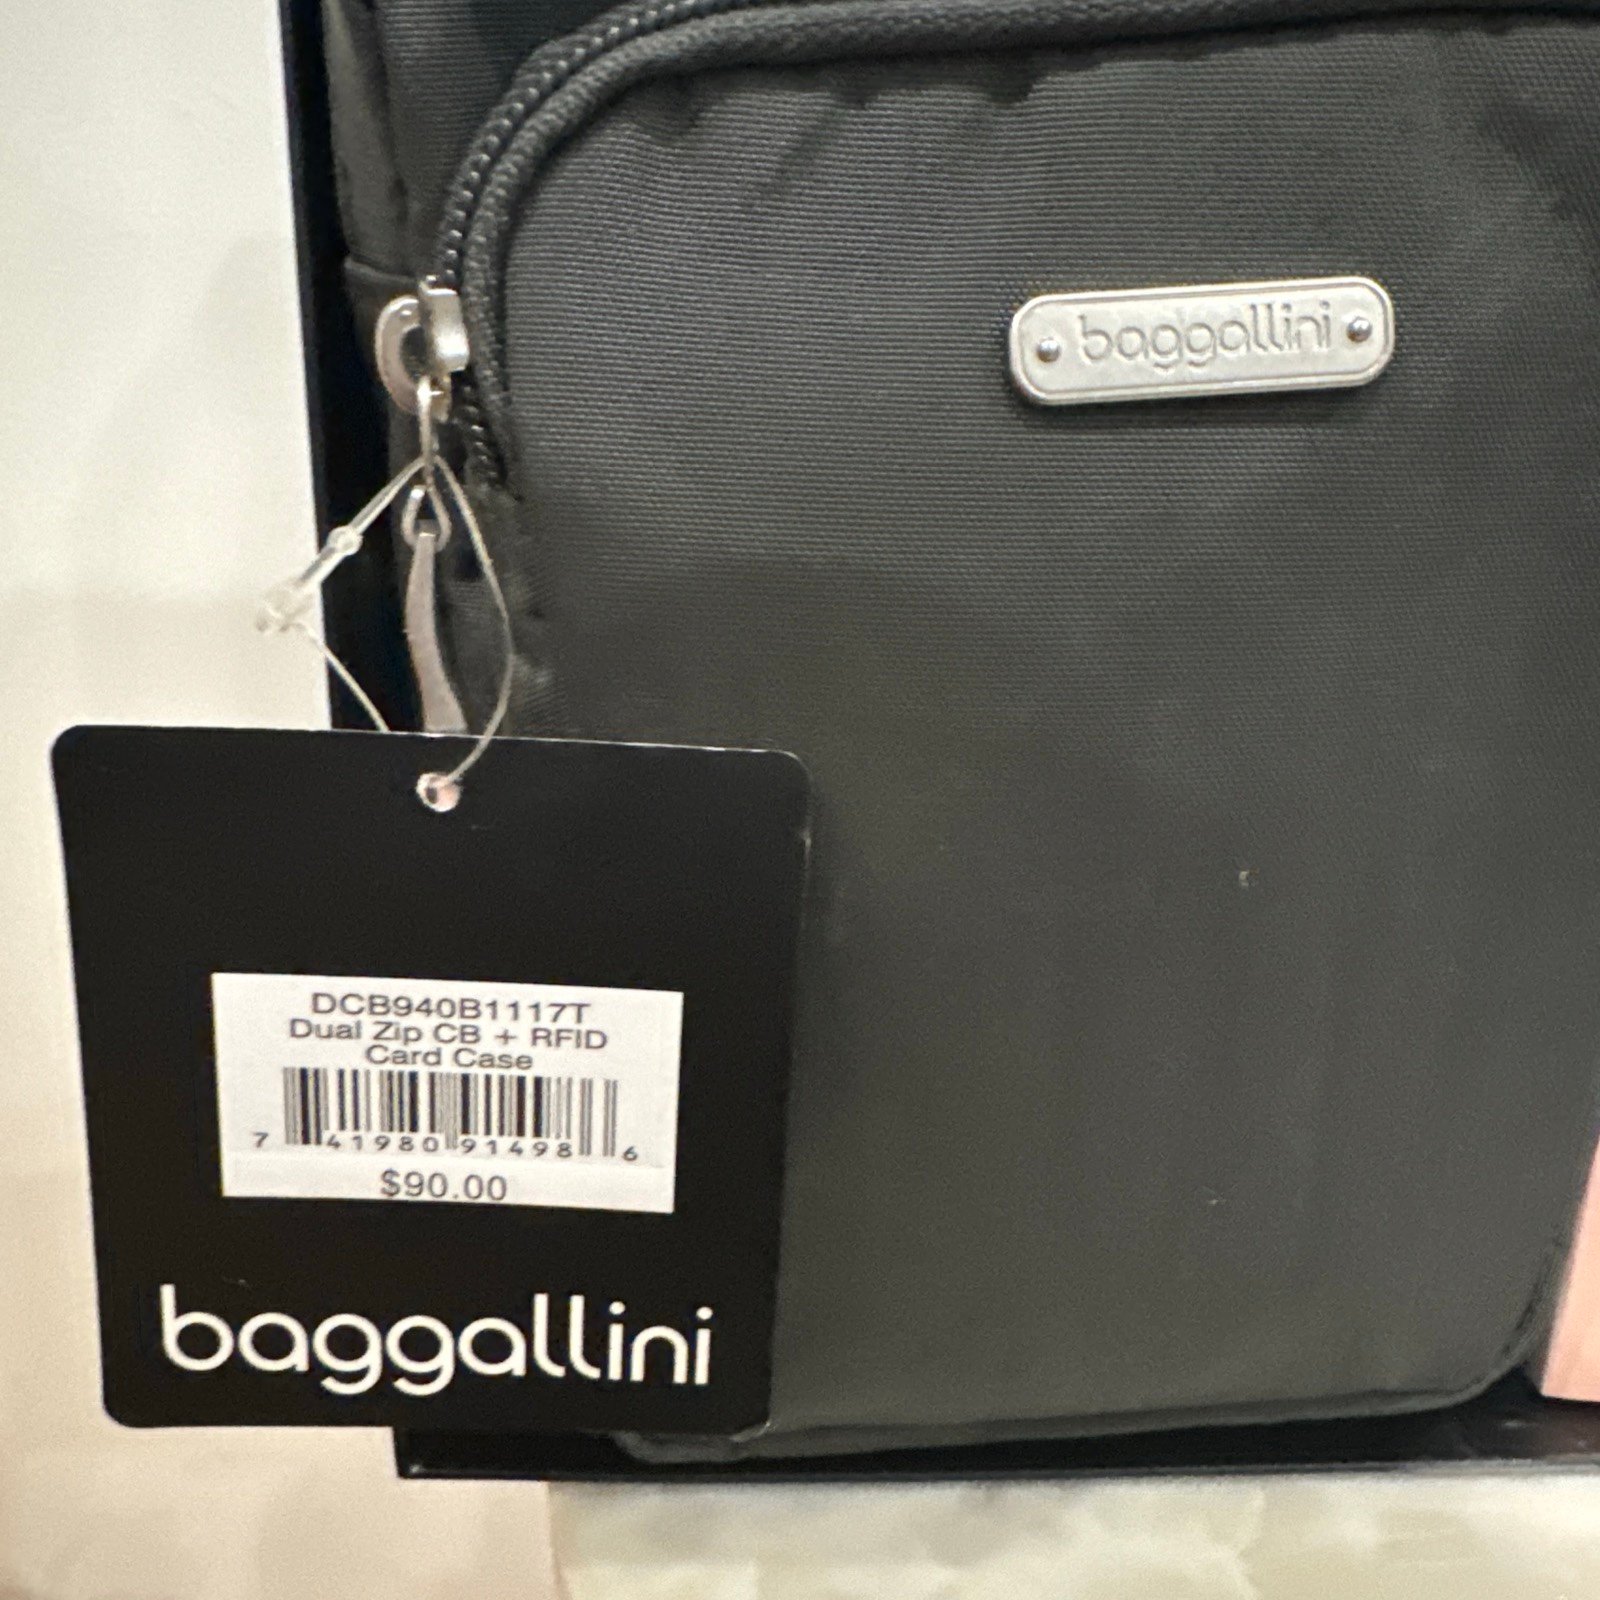 baggallini
DCB940B1117T
Dual Zip CB + RFID
Card Case
7 41980 91498 6
$90.00
baggallini